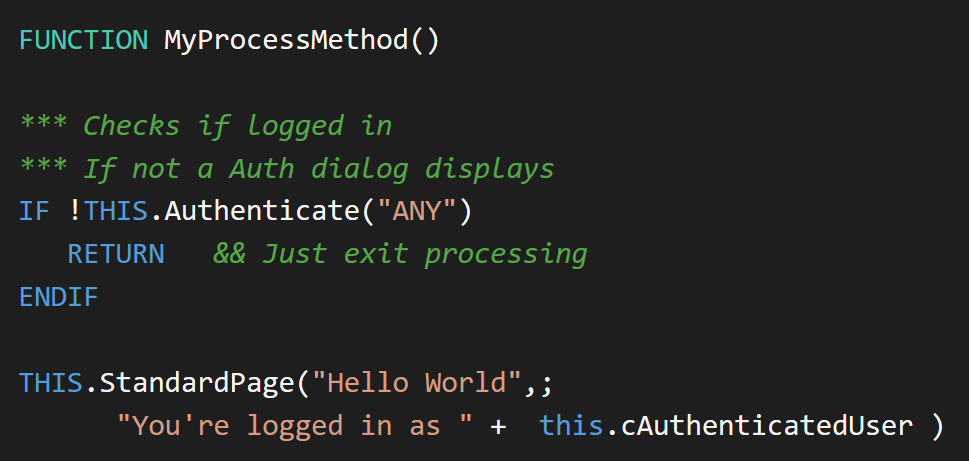 FUNCTION MyProcessMethod()
*** Checks if logged in
*** If not a Auth dialog displays
IF !THIS.Authenticate("ANY")
RETURN && Just exit processing
ENDIF
THIS.StandardPage("Hello World",;
"You're logged in as " + this.cAuthenticatedUser )